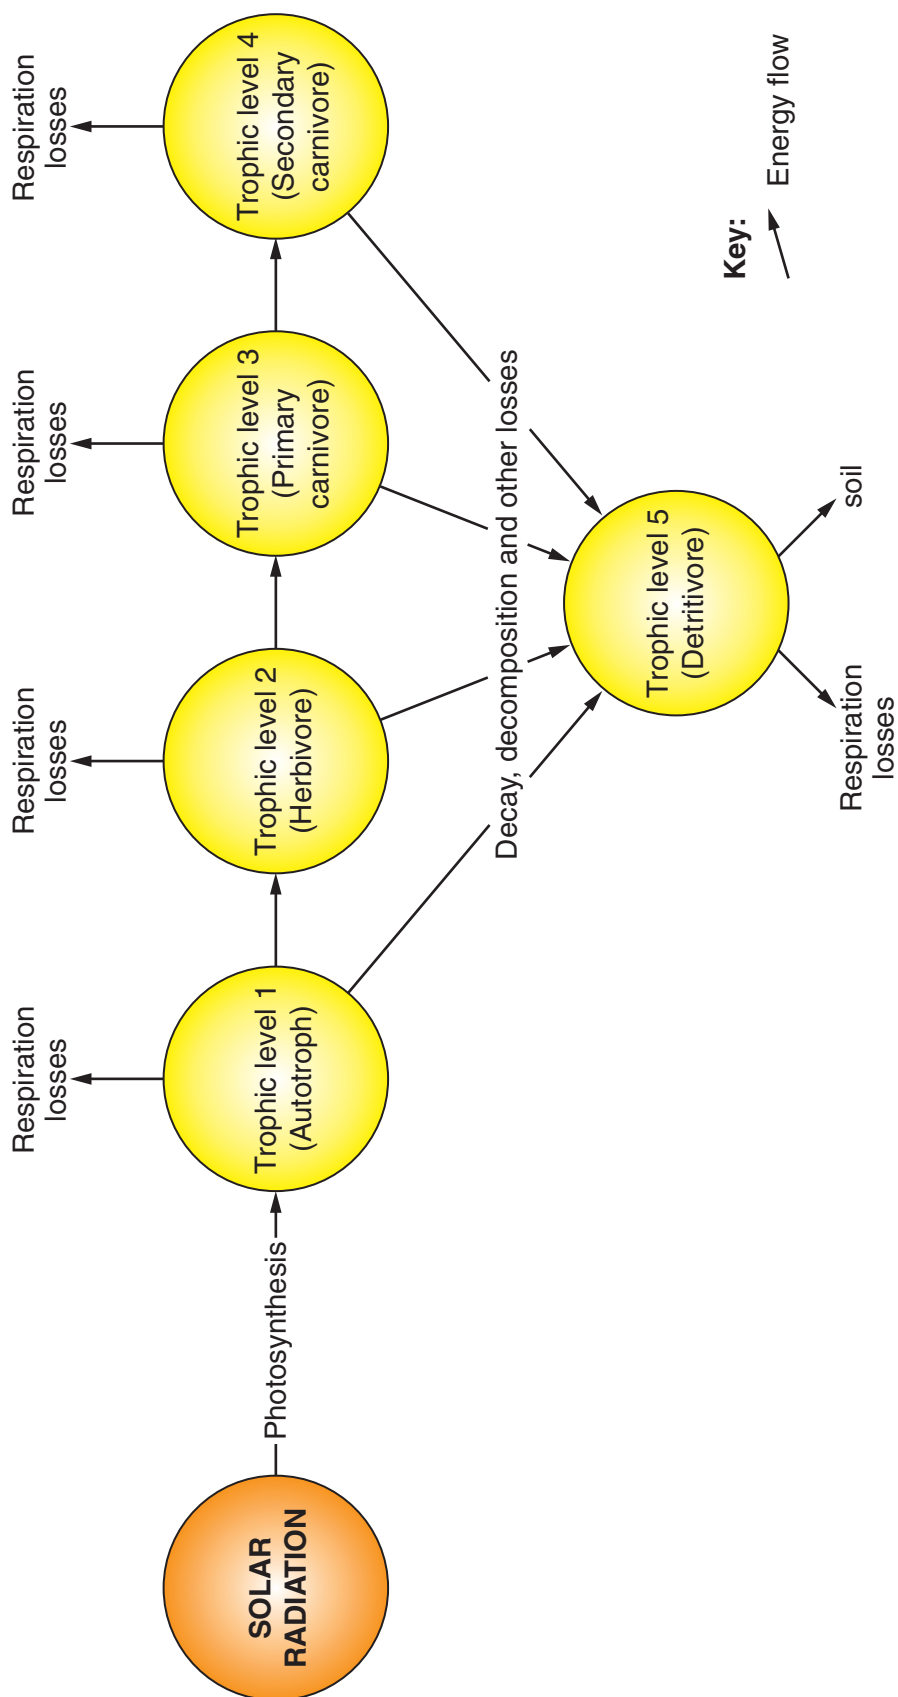 SOLAR
RADIATION
Photosynthesis
Respiration
losses
Trophic level 1
(Autotroph)
Respiration
losses
Trophic level 2
(Herbivore)
Respiration
losses
Trophic level 3
(Primary
carnivore)
Respiration
losses
Trophic level 4
(Secondary
carnivore)
Decay, decomposition and other losses
Trophic level 5
(Detritivore)
Respiration
losses
soil
Key:
Energy flow